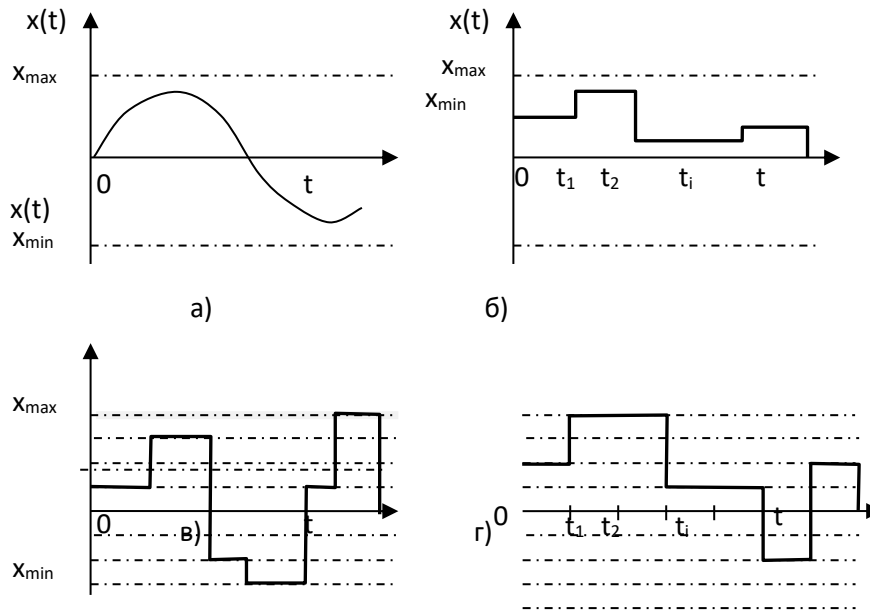 x(t) x(t)
xmax xmax
xmin
0 t 0 t1 t2 ti t
x(t)
xmin
а) б)
xmax
0 в) t г) 0 t1 t2 ti t
xmin